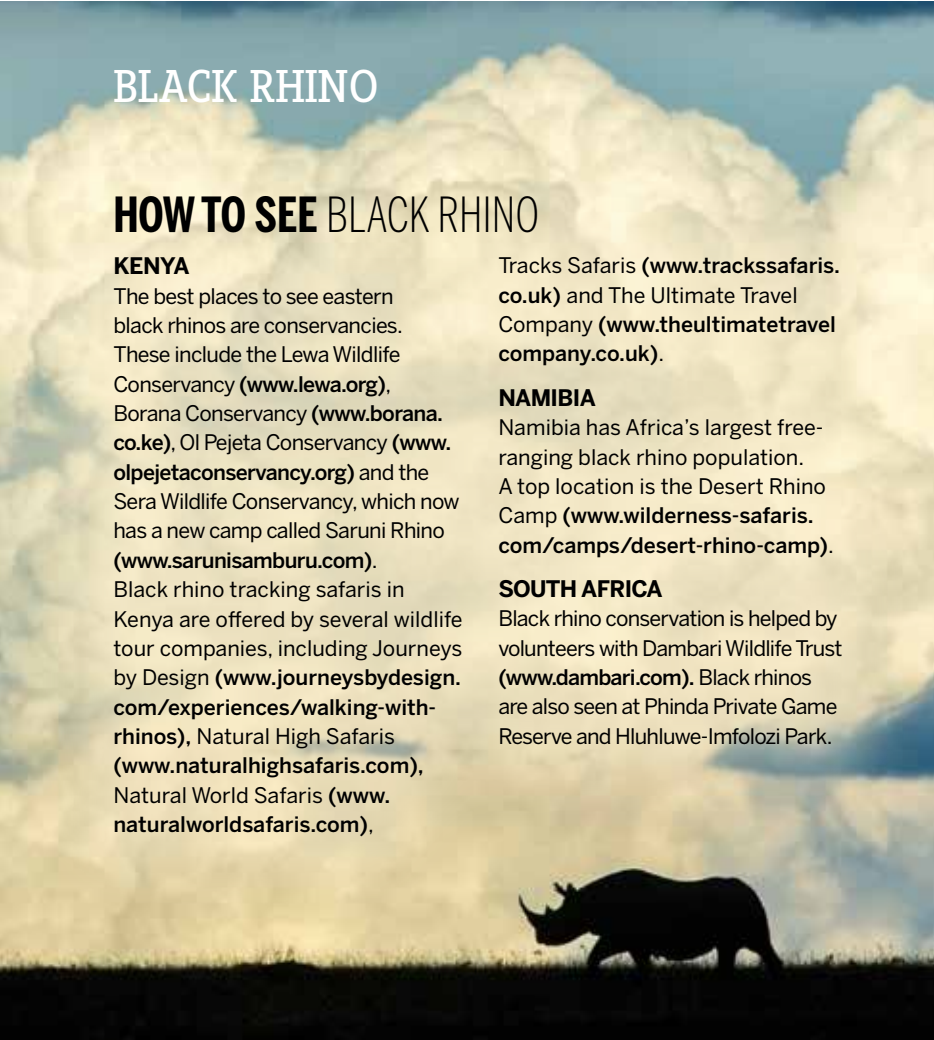 BLACK RHINO
HOW TO SEE BLACK RHINO
KENYA
The best places to see eastern
black rhinos are conservancies.
These include the Lewa Wildlife
Conservancy (www.lewa.org),
Borana Conservancy (www.borana.
co.ke), Ol Pejeta Conservancy (www.
olpejetaconservancy.org) and the
Sera Wildlife Conservancy, which now
has a new camp called Saruni Rhino
(www.sarunisamburu.com).
Black rhino tracking safaris in
Kenya are offered by several wildlife
tour companies, including Journeys
by Design (www.journeysbydesign.
com/experiences/walking-with-
rhinos), Natural High Safaris
(www.naturalhighsafaris.com),
Natural World Safaris (www.
naturalworldsafaris.com),
Tracks Safaris (www.trackssafaris.
co.uk) and The Ultimate Travel
Company (www.theultimatetravel
company.co.uk).
NAMIBIA
Namibia has Africa's largest free-
ranging black rhino population.
A top location is the Desert Rhino
Camp (www.wilderness-safaris.
com/camps/desert-rhino-camp).
SOUTH AFRICA
Black rhino conservation is helped by
volunteers with Dambari Wildlife Trust
(www.dambari.com). Black rhinos
are also seen at Phinda Private Game
Reserve and Hluhluwe-Imfolozi Park.